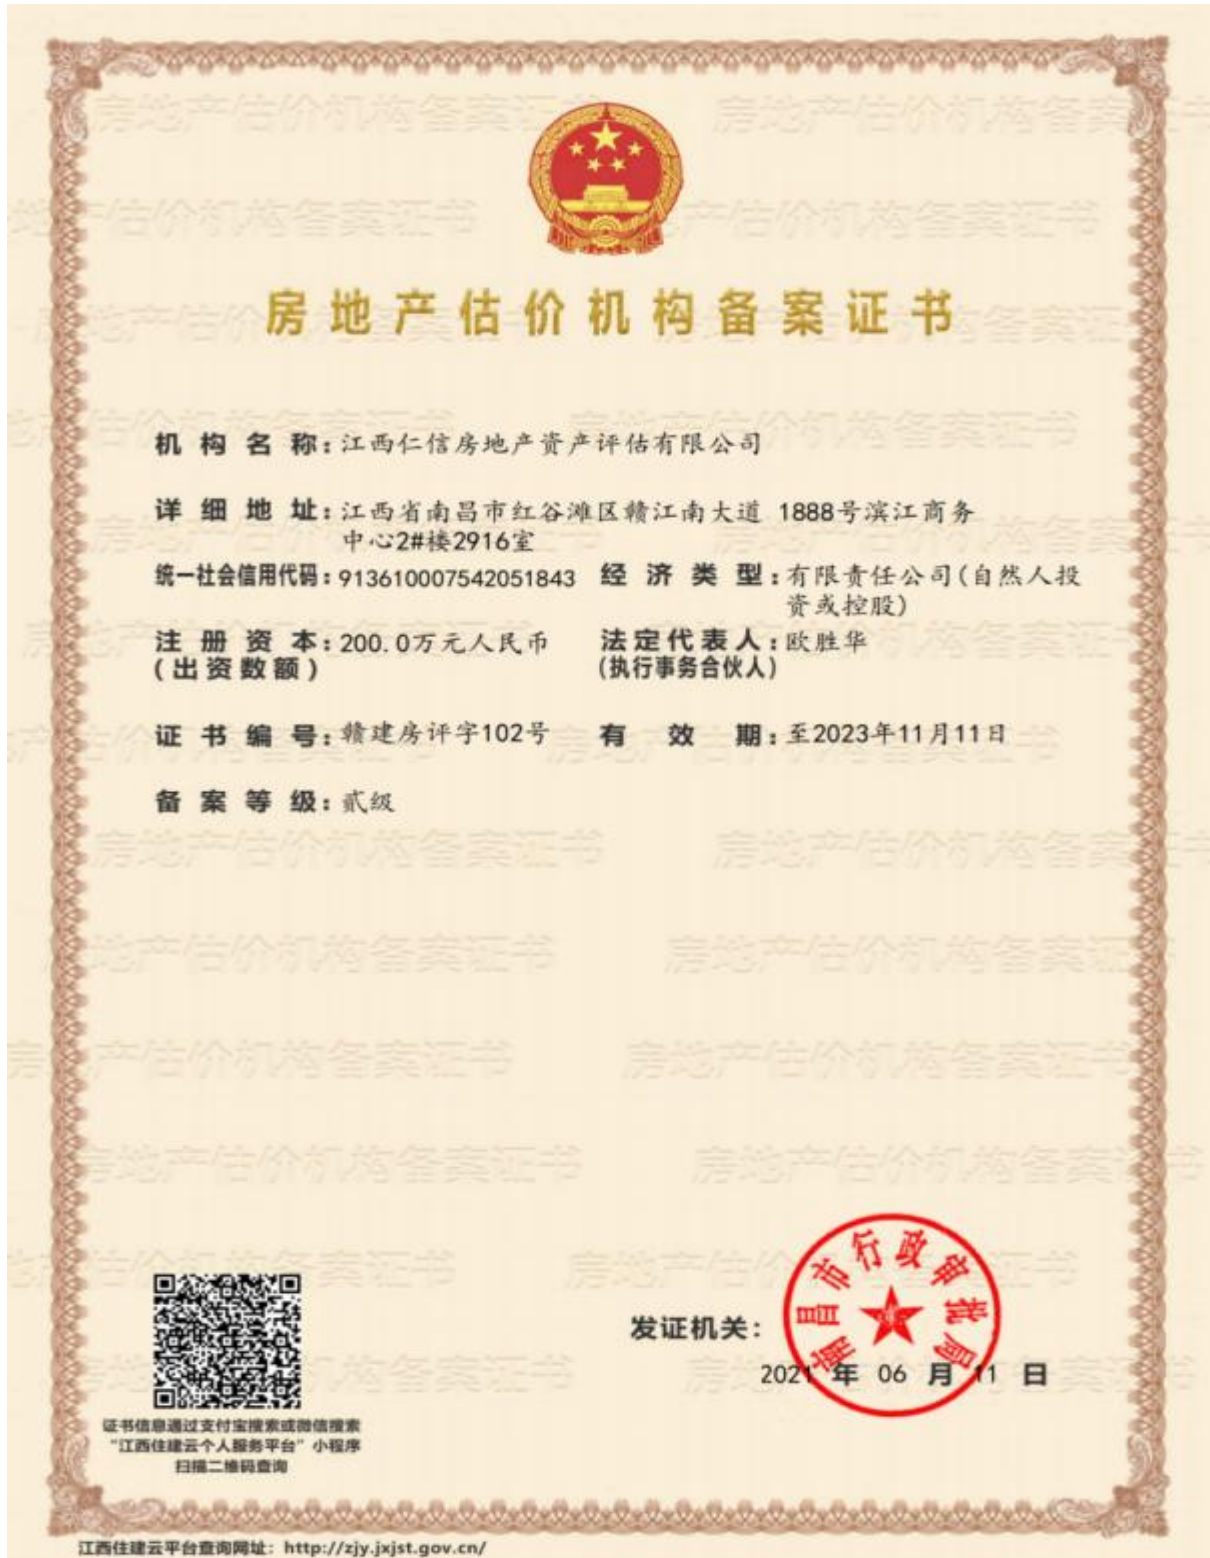 房地产估价机构备案证书
机构名称：江西仁信房地产资产评估有限公司
详细地址：江西省南昌市红谷滩区赣江南大道 1888号滨江商务
中心2#楼2916室
统一社会信用代码：913610007542051843 经济类型：有限责任公司(自然人投
资或控股)
注册资本：200.0万元人民币 法定代表人：欧胜华
(出资数额) (执行事务合伙人)
证书编号：赣建房评字102号 有效期：至2023年11月11日
备案等级：贰级
南昌市行政审批局
发证机关：
2021 年 06 月 11 日
证书信息通过支付宝搜索或微信搜索
“江西住建云个人服务平台”小程序
扫描二维码查询
江西住建云平台查询网址：http://zjy.jxjst.gov.cn/